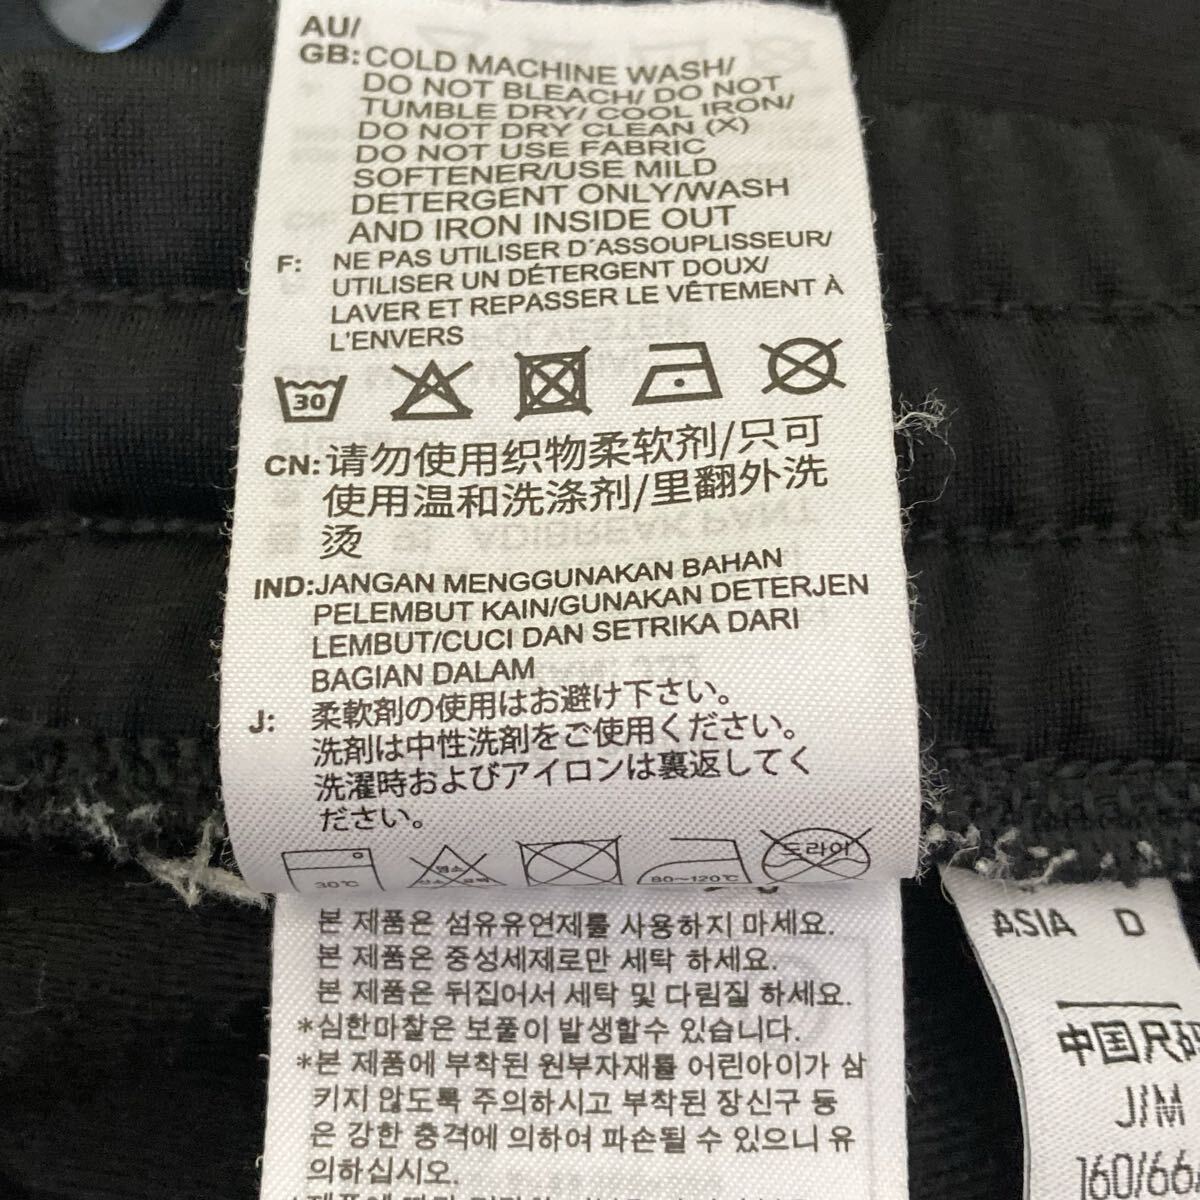 AU/
GB: COLD MACHINE WASH/
DO NOT BLEACH/ DO NOT
TUMBLE DRY/ COOL IRON/
DO NOT DRY CLEAN (X)
DO NOT USE FABRIC
SOFTENER/USE MILD
DETERGENT ONLY/WASH
AND IRON INSIDE OUT
F: NE PAS UTILISER D'ASSOUPLISSEUR/
UTILISER UN DÉTERGENT DOUX/
LAVER ET REPASSER LE VÊTEMENT À
L'ENVERS
30
CN: 请勿使用织物柔软剂/只可
使用温和洗涤剂/里翻外洗
烫
IND: JANGAN MENGGUNAKAN BAHAN
PELEMBUT KAIN/GUNAKAN DETERJEN
LEMBUT/CUCI DAN SETRIKA DARI
BAGIAN DALAM
J: 柔軟剤の使用はお避け下さい。
洗剤は中性洗剤をご使用ください。
洗濯時およびアイロンは裏返してく
ださい。
30℃ 염소 80~120℃ 드라이
본 제품은 섬유유연제를 사용하지 마세요.
본 제품은 중성세제로만 세탁 하세요.
본 제품은 뒤집어서 세탁 및 다림질 하세요.
*심한마찰은 보풀이 발생할수 있습니다.
*본 제품에 부착된 원부자재를 어린아이가 삼
키지 않도록 주의하시고 부착된 장신구 등
은 강한 충격에 의하여 파손될 수 있으니 유
의하십시오.
ASIA D
中国尺码
J/M
160/66